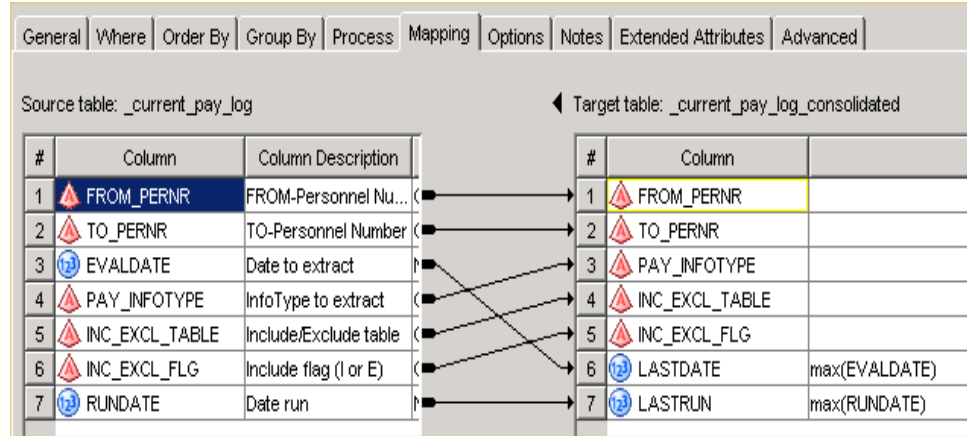 General Where Order By Group By Process Mapping Options Notes Extended Attributes Advanced
Source table: _current_pay_log Target table: _current_pay_log_consolidated
# Column Column Description # Column
1 FROM_PERNR FROM-Personnel Nu... 1 FROM_PERNR
2 TO_PERNR TO-Personnel Number 2 TO_PERNR
3 EVALDATE Date to extract 3 PAY_INFOTYPE
4 PAY_INFOTYPE InfoType to extract 4 INC_EXCL_TABLE
5 INC_EXCL_TABLE Include/Exclude table 5 INC_EXCL_FLG
6 INC_EXCL_FLG Include flag (I or E) 6 LASTDATE max(EVALDATE)
7 RUNDATE Date run 7 LASTRUN max(RUNDATE)